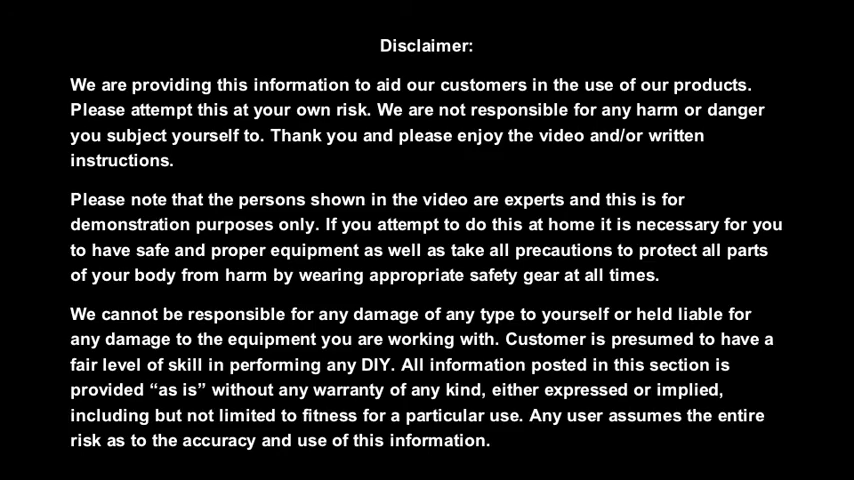 Disclaimer:
We are providing this information to aid our customers in the use of our products.
Please attempt this at your own risk. We are not responsible for any harm or danger
you subject yourself to. Thank you and please enjoy the video and/or written
instructions.
Please note that the persons shown in the video are experts and this is for
demonstration purposes only. If you attempt to do this at home it is necessary for you
to have safe and proper equipment as well as take all precautions to protect all parts
of your body from harm by wearing appropriate safety gear at all times.
We cannot be responsible for any damage of any type to yourself or held liable for
any damage to the equipment you are working with. Customer is presumed to have a
fair level of skill in performing any DIY. All information posted in this section is
provided “as is” without any warranty of any kind, either expressed or implied,
including but not limited to fitness for a particular use. Any user assumes the entire
risk as to the accuracy and use of this information.